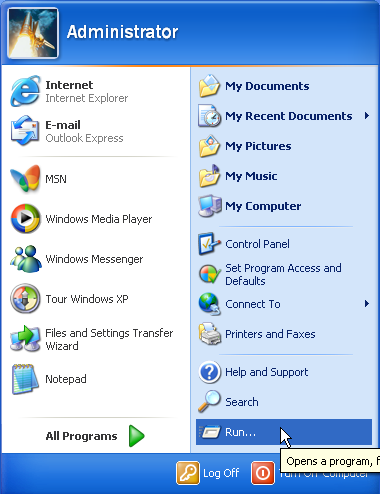 Administrator
Internet
Internet Explorer
E-mail
Outlook Express
MSN
Windows Media Player
Windows Messenger
Tour Windows XP
Files and Settings Transfer
Wizard
Notepad
All Programs
My Documents
My Recent Documents
My Pictures
My Music
My Computer
Control Panel
Set Program Access and
Defaults
Connect To
Printers and Faxes
Help and Support
Search
Run...
Opens a program, f
Log Off
Turn Off Computer